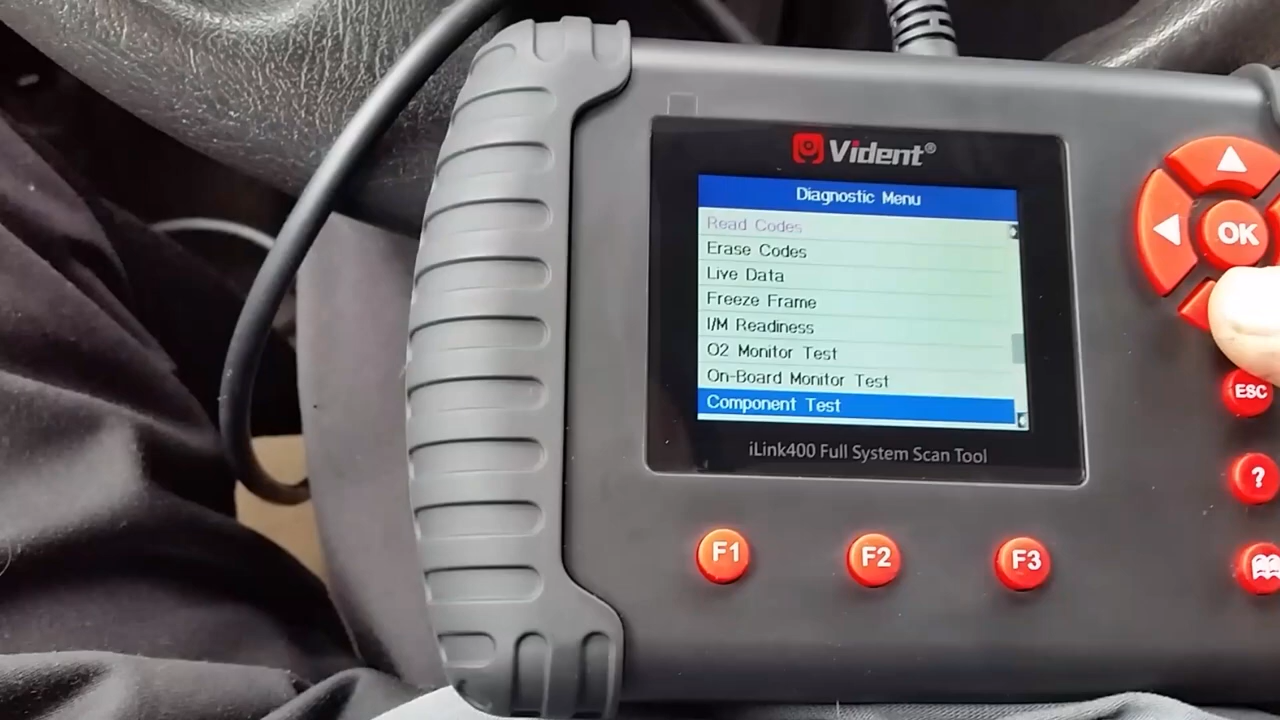 Vident®
Diagnostic Menu
Read Codes
Erase Codes
Live Data
Freeze Frame
I/M Readiness
O2 Monitor Test
On-Board Monitor Test
Component Test
iLink400 Full System Scan Tool
OK
ESC
?
F1
F2
F3